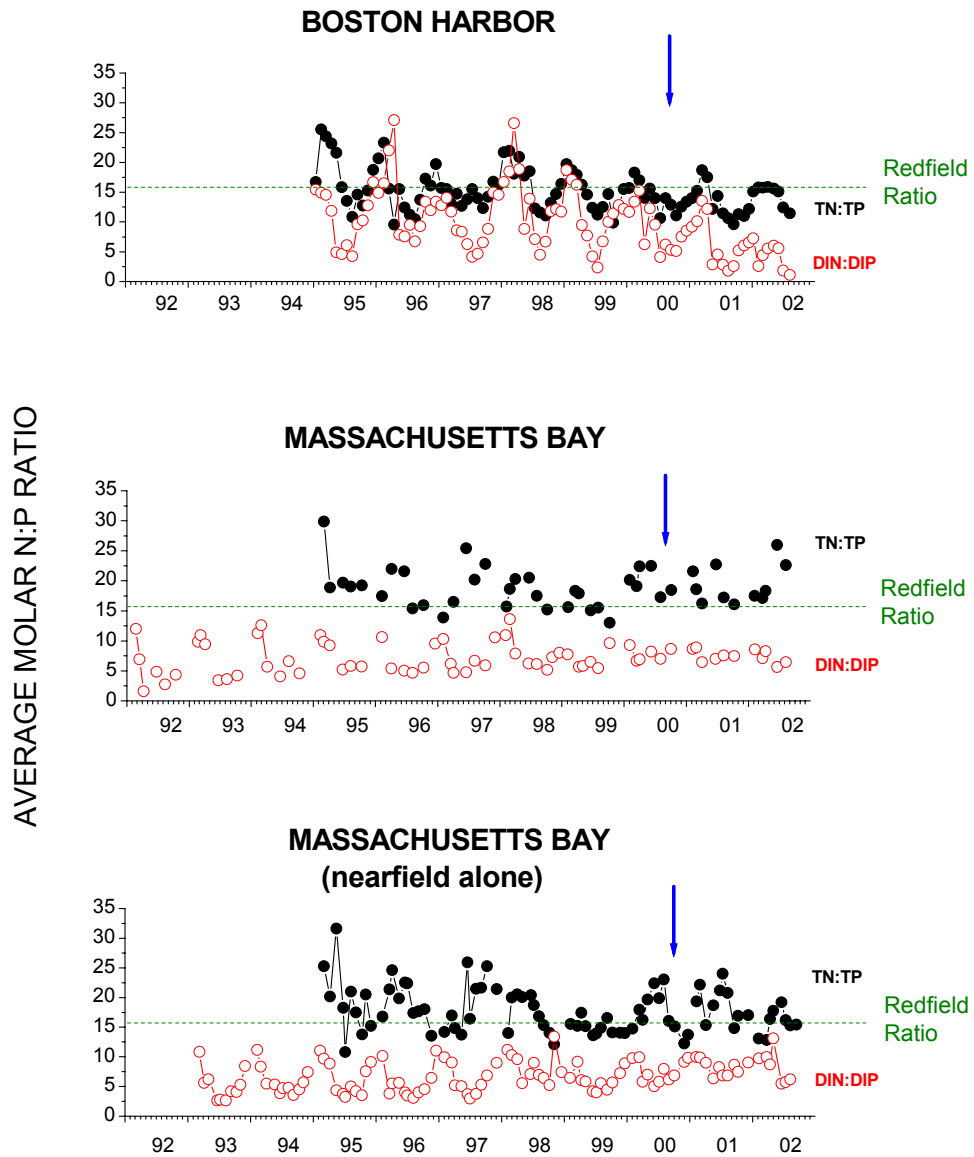 BOSTON HARBOR
35
30
25
20
15
10
5
0
Redfield
Ratio
TN:TP
DIN:DIP
92 93 94 95 96 97 98 99 00 01 02
AVERAGE MOLAR N:P RATIO
MASSACHUSETTS BAY
35
30
25
20
15
10
5
0
TN:TP
Redfield
Ratio
DIN:DIP
92 93 94 95 96 97 98 99 00 01 02
MASSACHUSETTS BAY
(nearfield alone)
35
30
25
20
15
10
5
0
TN:TP
Redfield
Ratio
DIN:DIP
92 93 94 95 96 97 98 99 00 01 02